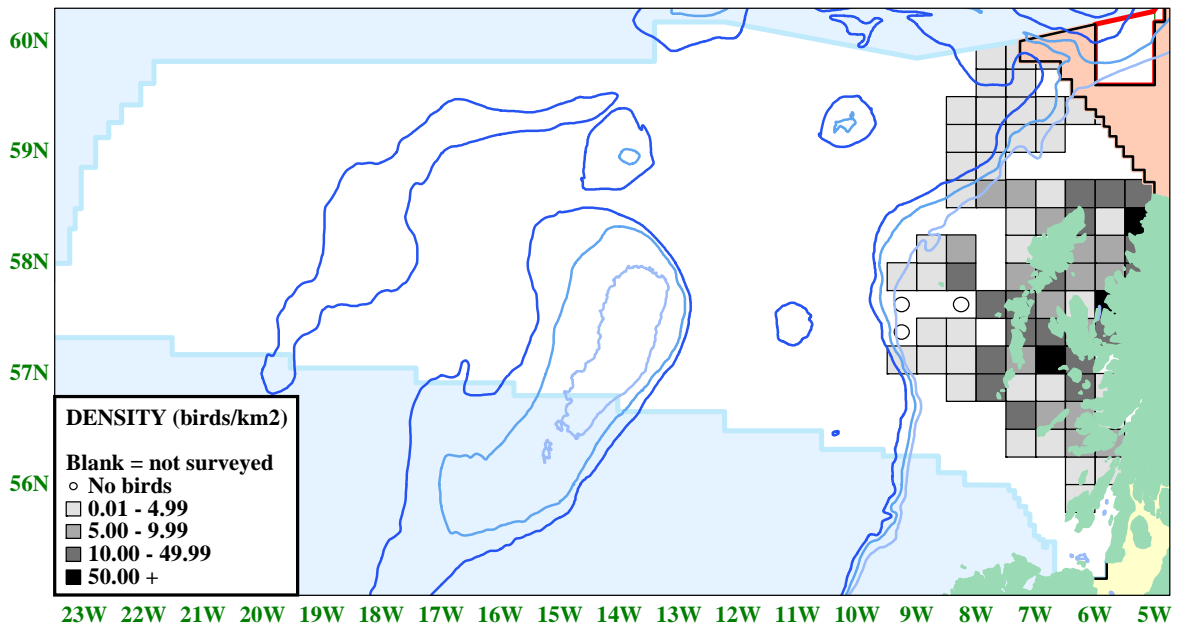 60N
59N
58N
57N
56N
DENSITY (birds/km2)
Blank = not surveyed
No birds
0.01 - 4.99
5.00 - 9.99
10.00 - 49.99
50.00 +
23W 22W 21W 20W 19W 18W 17W 16W 15W 14W 13W 12W 11W 10W 9W 8W 7W 6W 5W